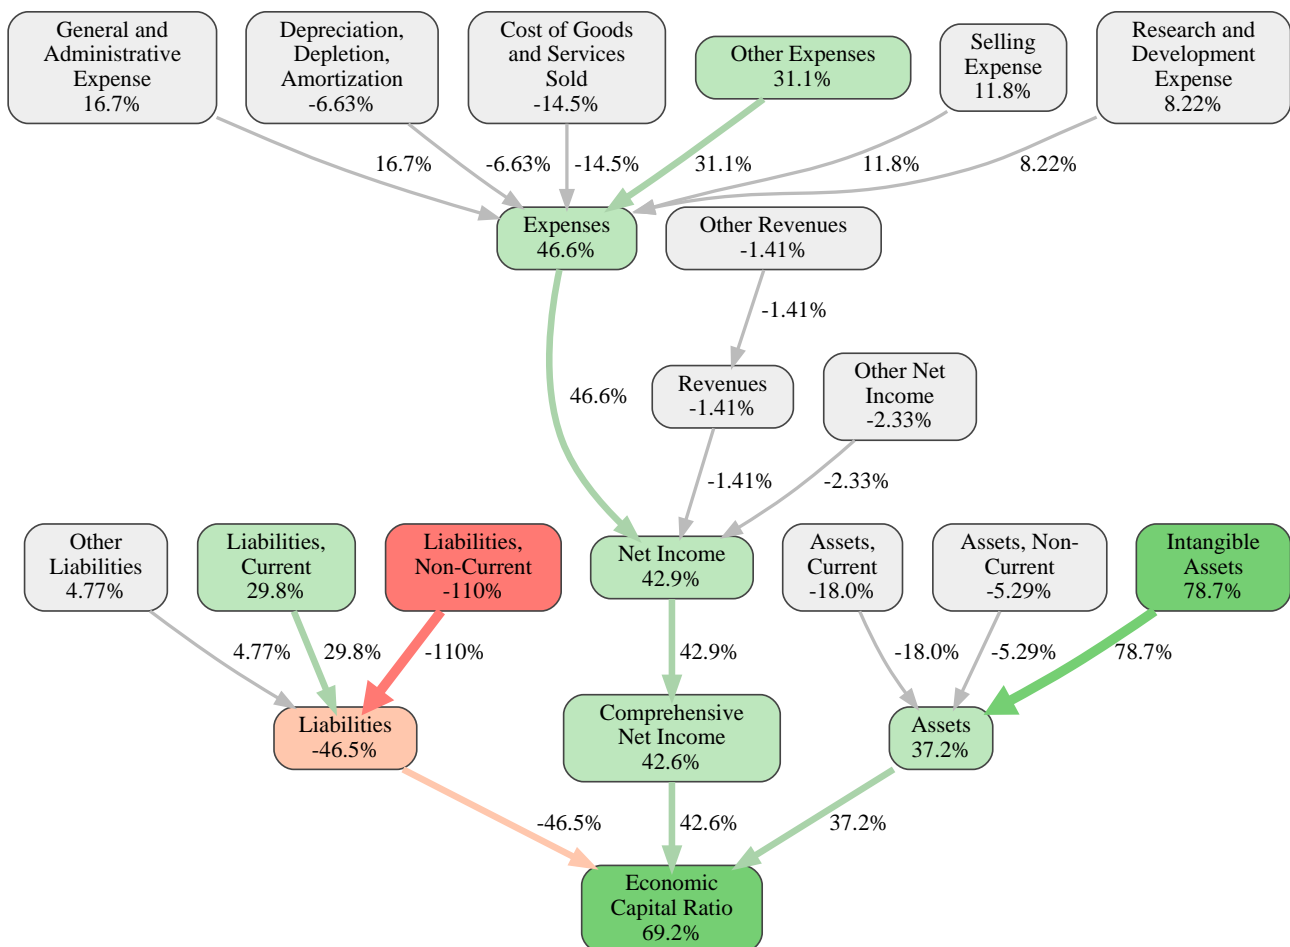 General and
Administrative
Expense
16.7%
Depreciation,
Depletion,
Amortization
-6.63%
Cost of Goods
and Services
Sold
-14.5%
Other Expenses
31.1%
Selling
Expense
11.8%
Research and
Development
Expense
8.22%
16.7%
-6.63%
-14.5%
31.1%
11.8%
8.22%
Expenses
46.6%
Other Revenues
-1.41%
-1.41%
46.6%
Revenues
-1.41%
Other Net
Income
-2.33%
-1.41%
-2.33%
Other
Liabilities
4.77%
Liabilities,
Current
29.8%
Liabilities,
Non-Current
-110%
Net Income
42.9%
Assets,
Current
-18.0%
Assets, Non-
Current
-5.29%
Intangible
Assets
78.7%
4.77%
29.8%
-110%
42.9%
-18.0%
-5.29%
78.7%
Liabilities
-46.5%
Comprehensive
Net Income
42.6%
Assets
37.2%
-46.5%
42.6%
37.2%
Economic
Capital Ratio
69.2%